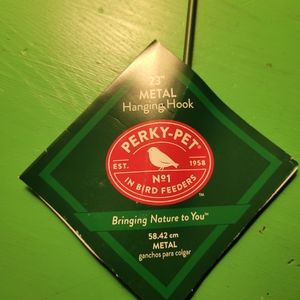 23"
METAL
Hanging Hook
PERKY-PET®
EST. 1958
Nº1
IN BIRD FEEDERS
™
Bringing Nature to You™
58.42 cm
METAL
ganchos para colgar